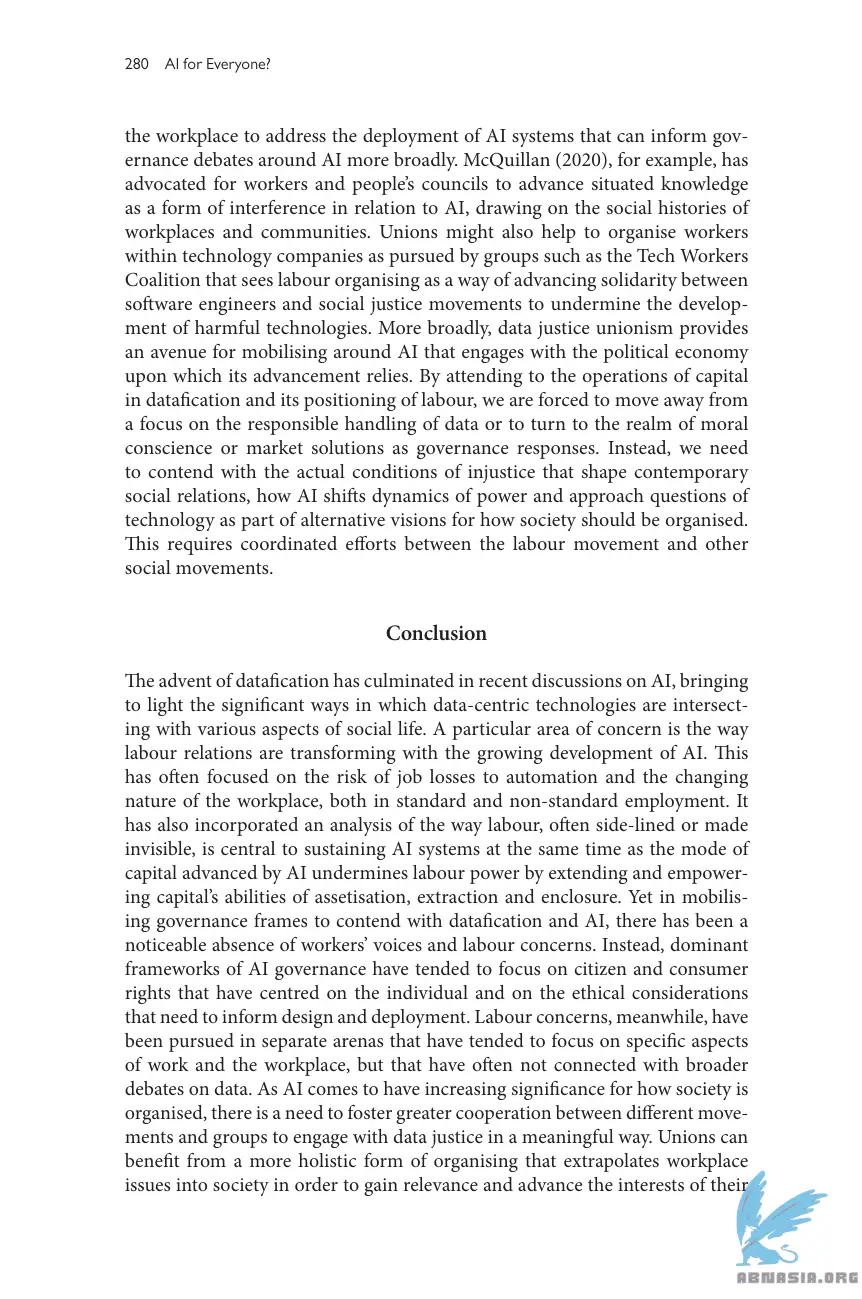 280 AI for Everyone?
the workplace to address the deployment of AI systems that can inform gov-
ernance debates around AI more broadly. McQuillan (2020), for example, has
advocated for workers and people's councils to advance situated knowledge
as a form of interference in relation to AI, drawing on the social histories of
workplaces and communities. Unions might also help to organise workers
within technology companies as pursued by groups such as the Tech Workers
Coalition that sees labour organising as a way of advancing solidarity between
software engineers and social justice movements to undermine the develop-
ment of harmful technologies. More broadly, data justice unionism provides
an avenue for mobilising around AI that engages with the political economy
upon which its advancement relies. By attending to the operations of capital
in datafication and its positioning of labour, we are forced to move away from
a focus on the responsible handling of data or to turn to the realm of moral
conscience or market solutions as governance responses. Instead, we need
to contend with the actual conditions of injustice that shape contemporary
social relations, how AI shifts dynamics of power and approach questions of
technology as part of alternative visions for how society should be organised.
This requires coordinated efforts between the labour movement and other
social movements.
Conclusion
The advent of datafication has culminated in recent discussions on AI, bringing
to light the significant ways in which data-centric technologies are intersect-
ing with various aspects of social life. A particular area of concern is the way
labour relations are transforming with the growing development of AI. This
has often focused on the risk of job losses to automation and the changing
nature of the workplace, both in standard and non-standard employment. It
has also incorporated an analysis of the way labour, often side-lined or made
invisible, is central to sustaining AI systems at the same time as the mode of
capital advanced by AI undermines labour power by extending and empower-
ing capital's abilities of assetisation, extraction and enclosure. Yet in mobilis-
ing governance frames to contend with datafication and AI, there has been a
noticeable absence of workers' voices and labour concerns. Instead, dominant
frameworks of AI governance have tended to focus on citizen and consumer
rights that have centred on the individual and on the ethical considerations
that need to inform design and deployment. Labour concerns, meanwhile, have
been pursued in separate arenas that have tended to focus on specific aspects
of work and the workplace, but that have often not connected with broader
debates on data. As AI comes to have increasing significance for how society is
organised, there is a need to foster greater cooperation between different move-
ments and groups to engage with data justice in a meaningful way. Unions can
benefit from a more holistic form of organising that extrapolates workplace
issues into society in order to gain relevance and advance the interests of their
ABNASIA.ORG